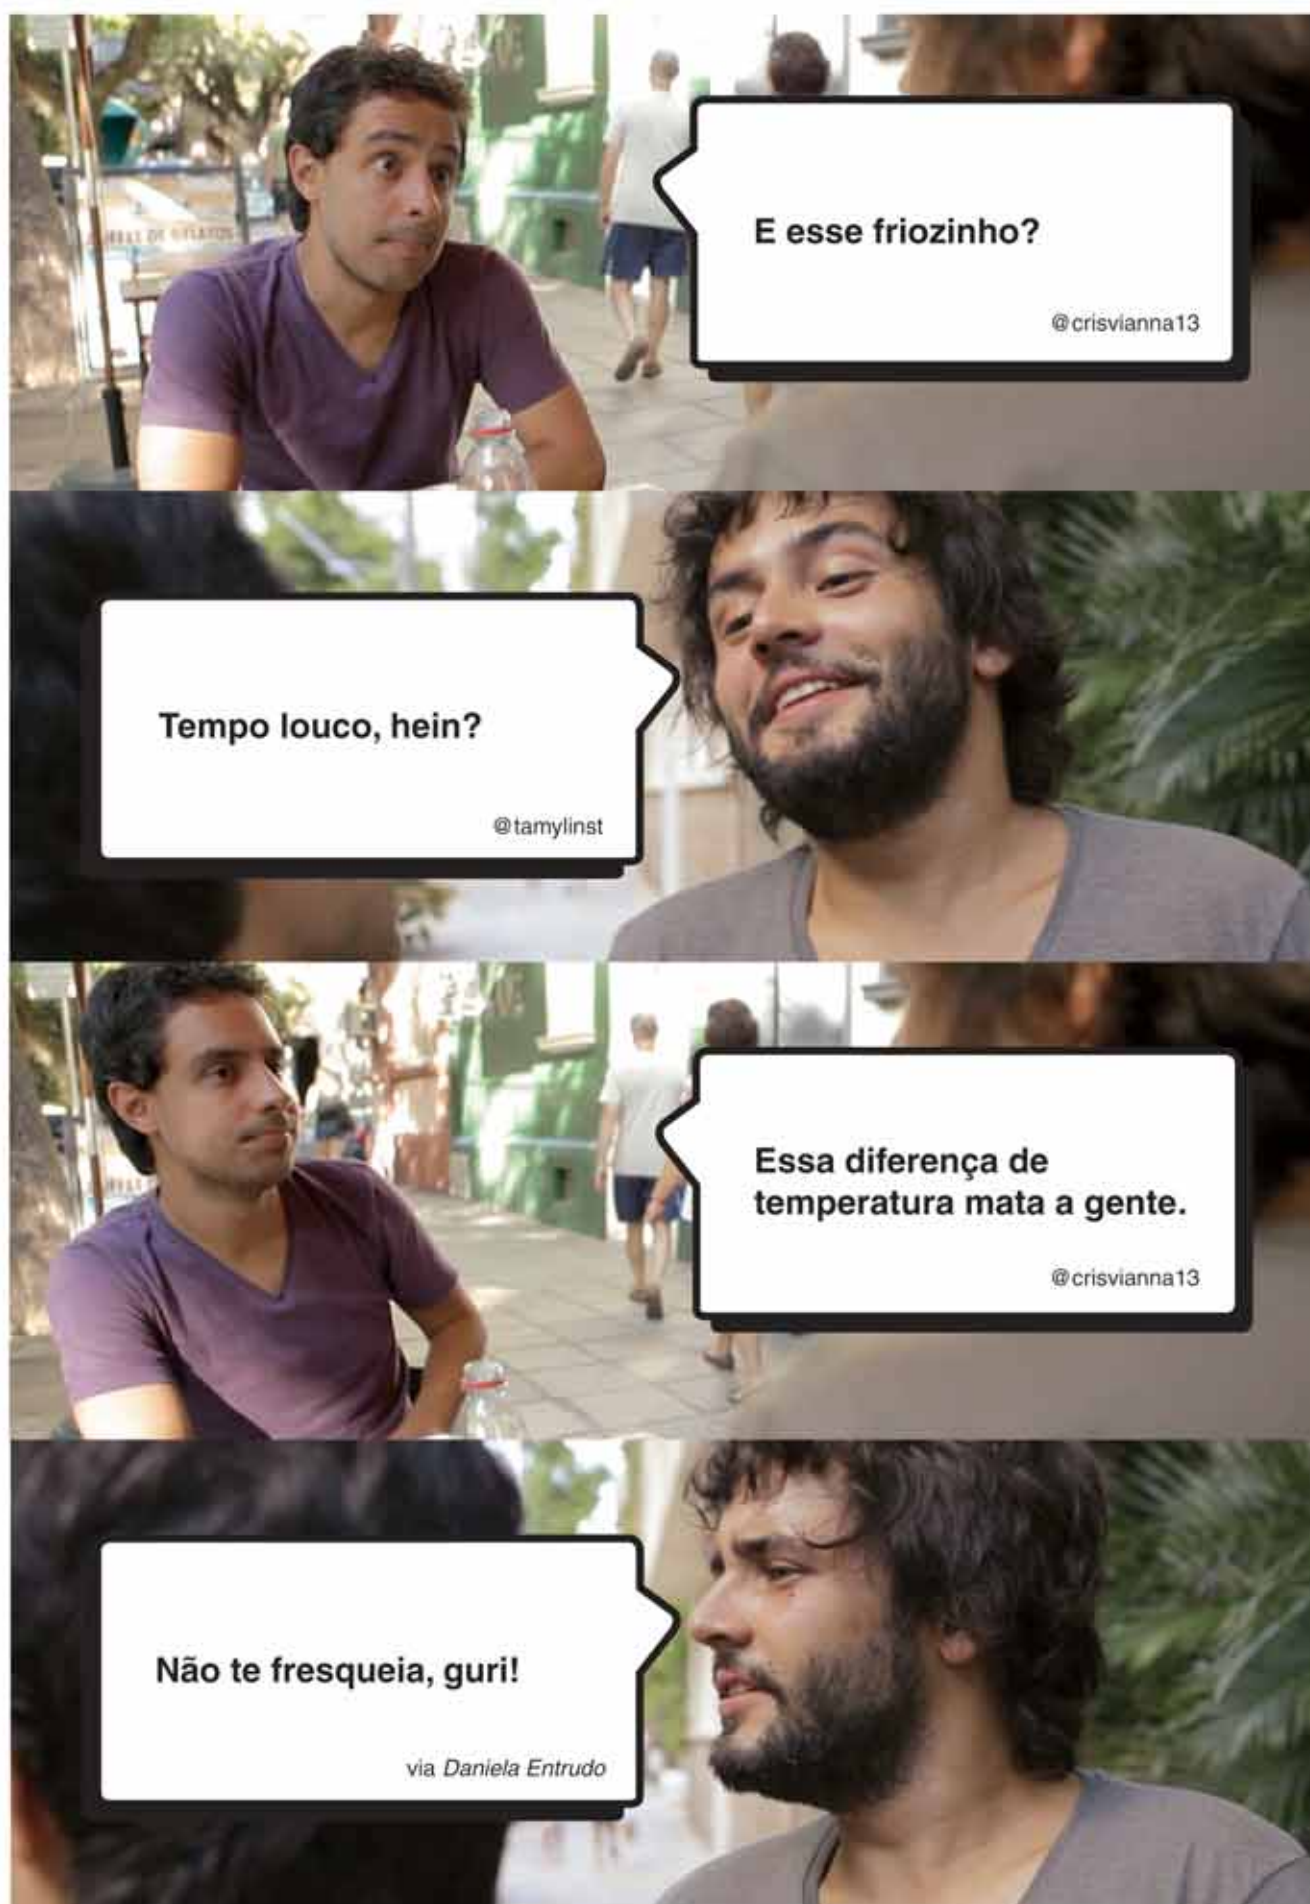 E esse friozinho?
@crisvianna13
Tempo louco, hein?
@tamylinst
Essa diferença de
temperatura mata a gente.
@crisvianna13
Não te fresqueia, guri!
via Daniela Entrudo